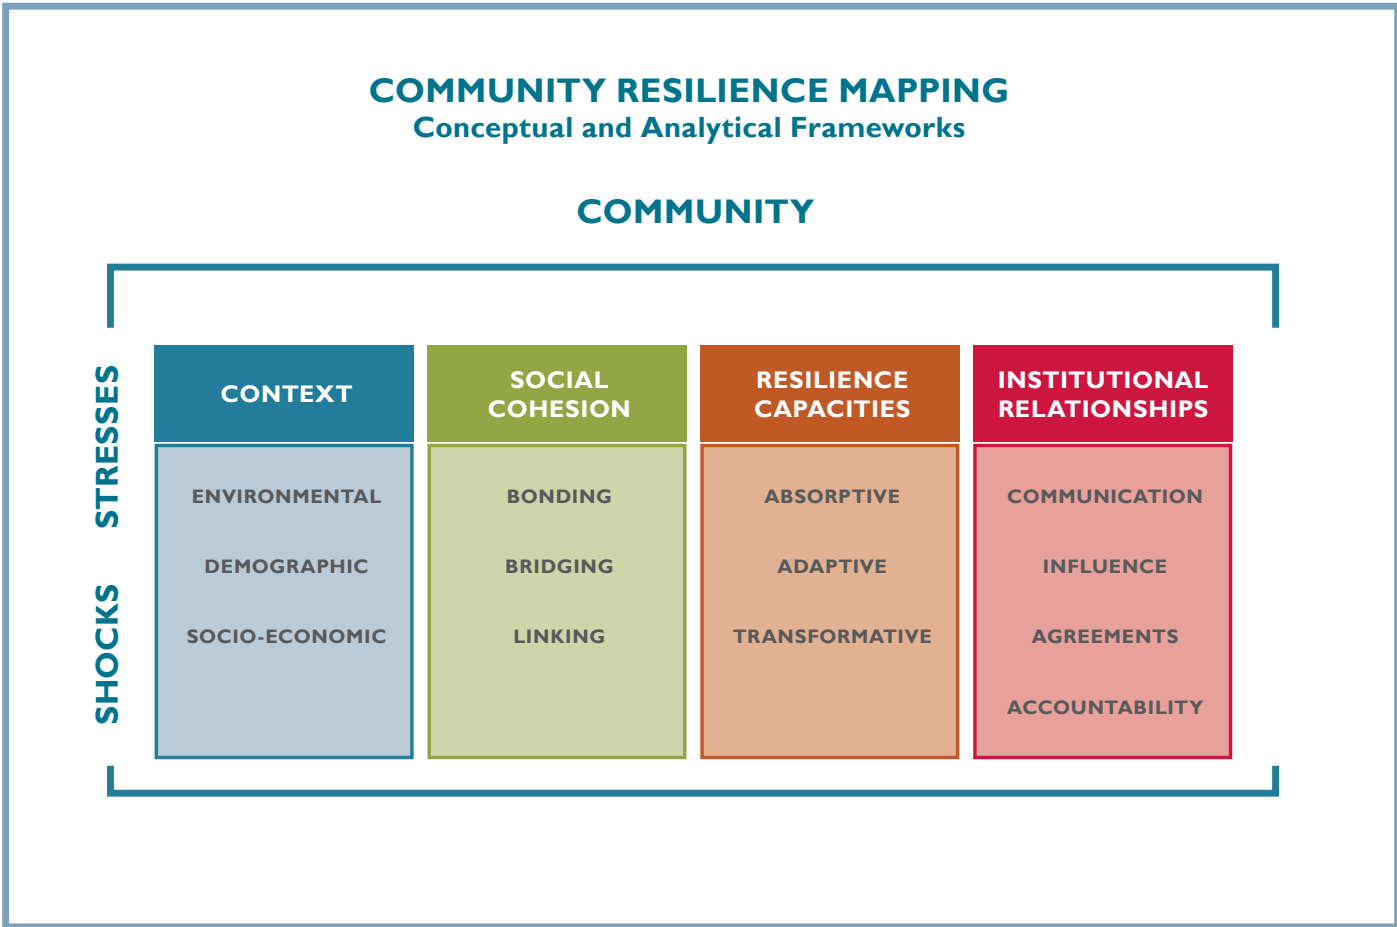 COMMUNITY RESILIENCE MAPPING
Conceptual and Analytical Frameworks
COMMUNITY
STRESSES
SHOCKS
CONTEXT
ENVIRONMENTAL
DEMOGRAPHIC
SOCIO-ECONOMIC
SOCIAL
COHESION
BONDING
BRIDGING
LINKING
RESILIENCE
CAPACITIES
ABSORPTIVE
ADAPTIVE
TRANSFORMATIVE
INSTITUTIONAL
RELATIONSHIPS
COMMUNICATION
INFLUENCE
AGREEMENTS
ACCOUNTABILITY